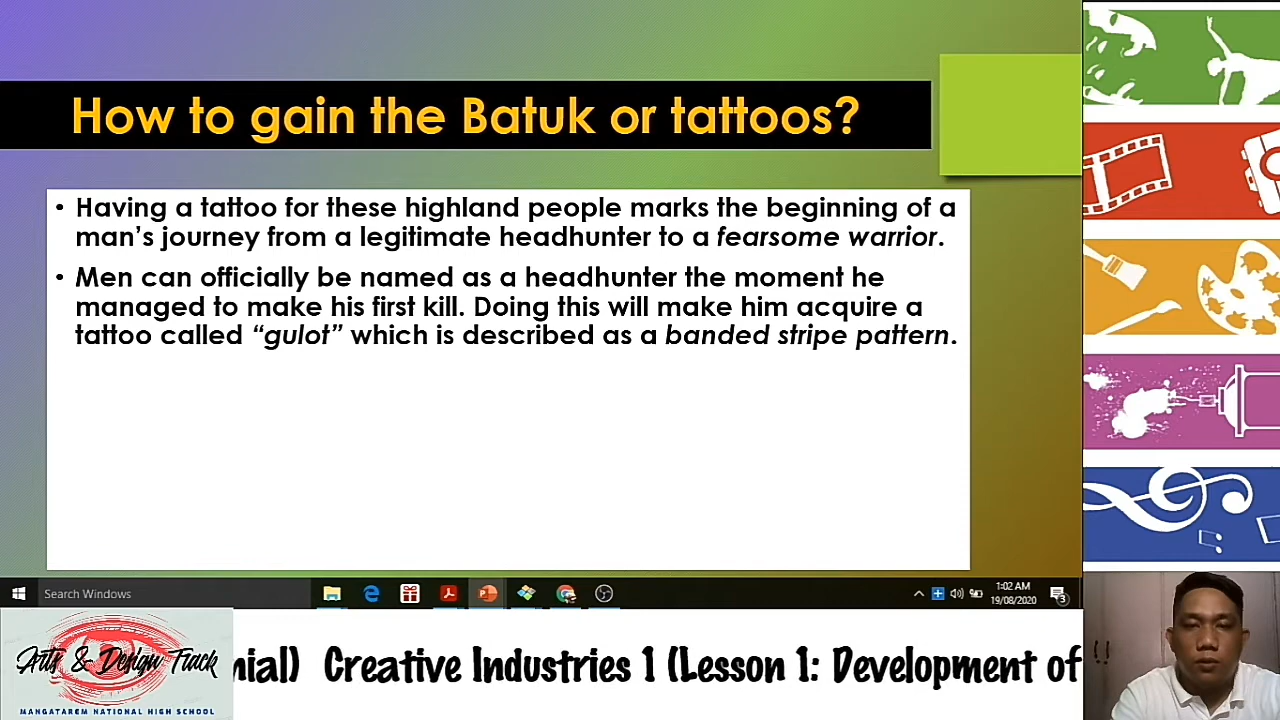 How to gain the Batuk or tattoos?
• Having a tattoo for these highland people marks the beginning of a
man's journey from a legitimate headhunter to a fearsome warrior.
• Men can officially be named as a headhunter the moment he
managed to make his first kill. Doing this will make him acquire a
tattoo called “gulot” which is described as a banded stripe pattern.
Search Windows
1:02 AM
19/08/2020
3
Arts & Design Track
MANGATAREM NATIONAL HIGH SCHOOL
nial) Creative Industries 1 (Lesson 1: Development of